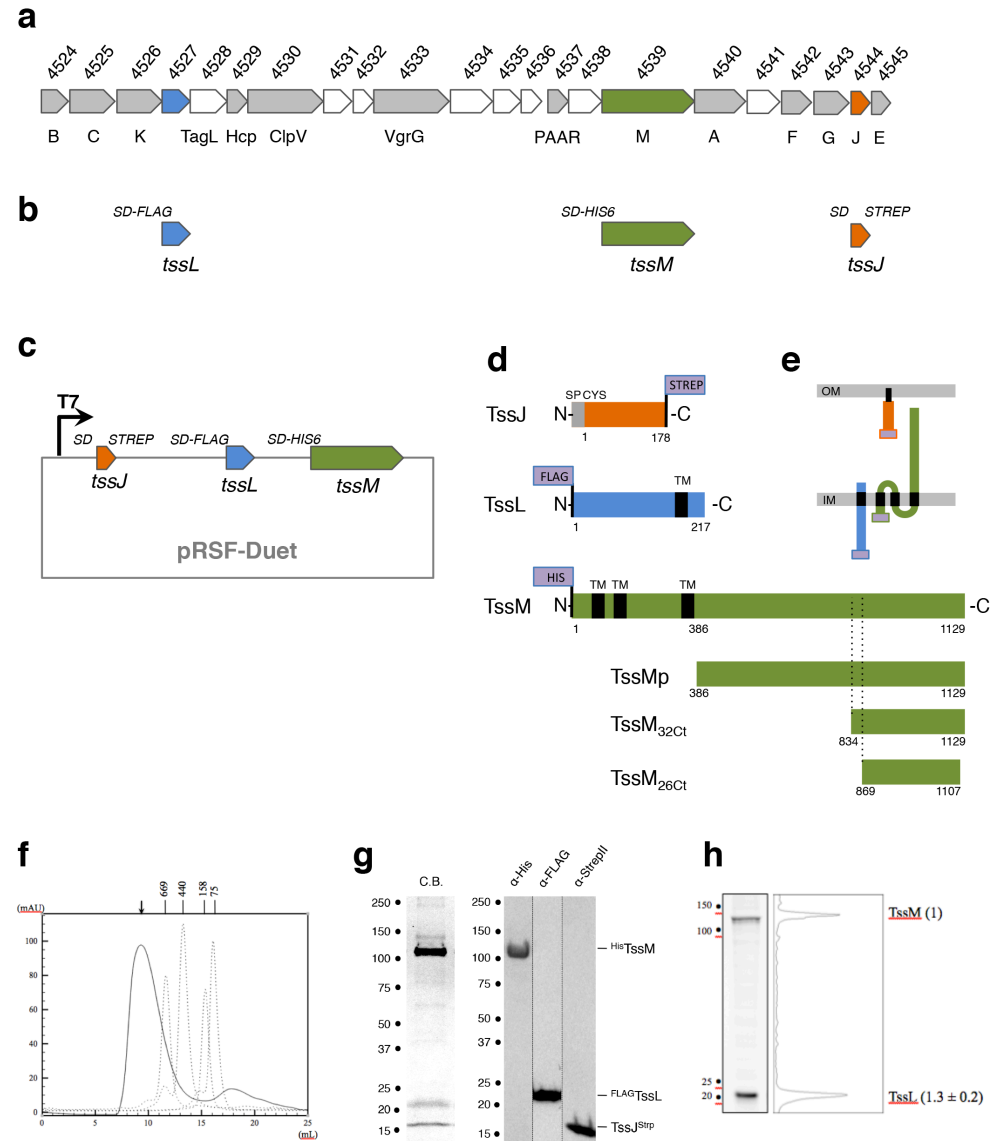 a
4524 4525 4526 4527 4528 4529 4530 4531 4532 4533 4534 4535 4536 4537 4538 4539 4540 4541 4542 4543 4544 4545
B C K TagL Hcp ClpV VgrG PAAR M A F G J E
b
SD-FLAG SD-HIS6 SD STREP
tssL tssM tssJ
c
T7
SD STREP SD-FLAG SD-HIS6
tssJ tssL tssM
pRSF-Duet
d
STREP
SP CYS
TssJ N- -C
1 178
FLAG
TM
TssL N- -C
1 217
HIS
TM TM TM
TssM N- -C
1 386 1129
TssMp
386 1129
TssM32Ct
834 1129
TssM26Ct
869 1107
e
OM
IM
f
669 440 158 75
(mAU)
100
80
60
40
20
0
0 5 10 15 20 25
(mL)
g
C.B. α-His α-FLAG α-StrepII
250 250
150 150
100 100 HisTssM
75 75
50 50
37 37
25 25
20 20 FLAGTssL
15 15 TssJStrp
h
150
100
25
20
TssM (1)
TssL (1.3 ± 0.2)